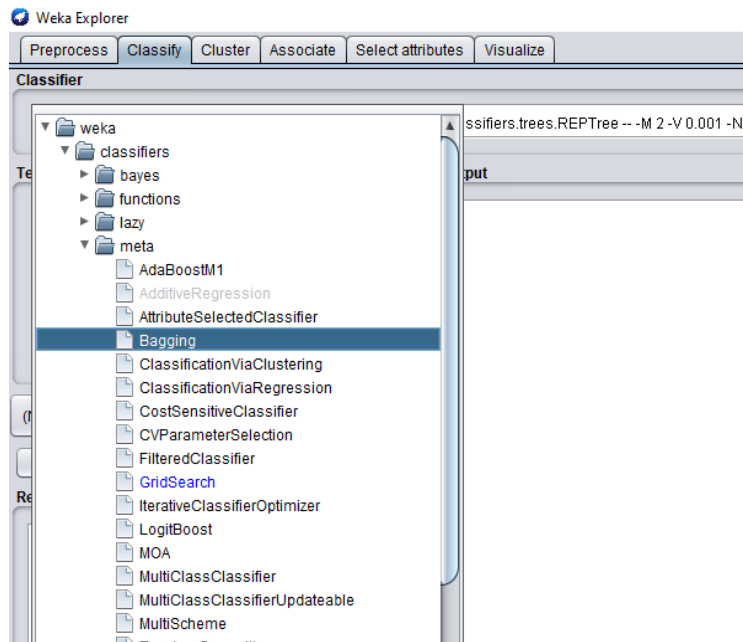 Weka Explorer
Preprocess Classify Cluster Associate Select attributes Visualize
Classifier
ssifiers.trees.REPTree -- -M 2 -V 0.001 -N
weka
classifiers
Te
put
bayes
functions
lazy
meta
AdaBoostM1
AdditiveRegression
AttributeSelectedClassifier
Bagging
ClassificationViaClustering
ClassificationViaRegression
CostSensitiveClassifier
CVParameterSelection
FilteredClassifier
GridSearch
Re
IterativeClassifierOptimizer
LogitBoost
MOA
MultiClassClassifier
MultiClassClassifierUpdateable
MultiScheme